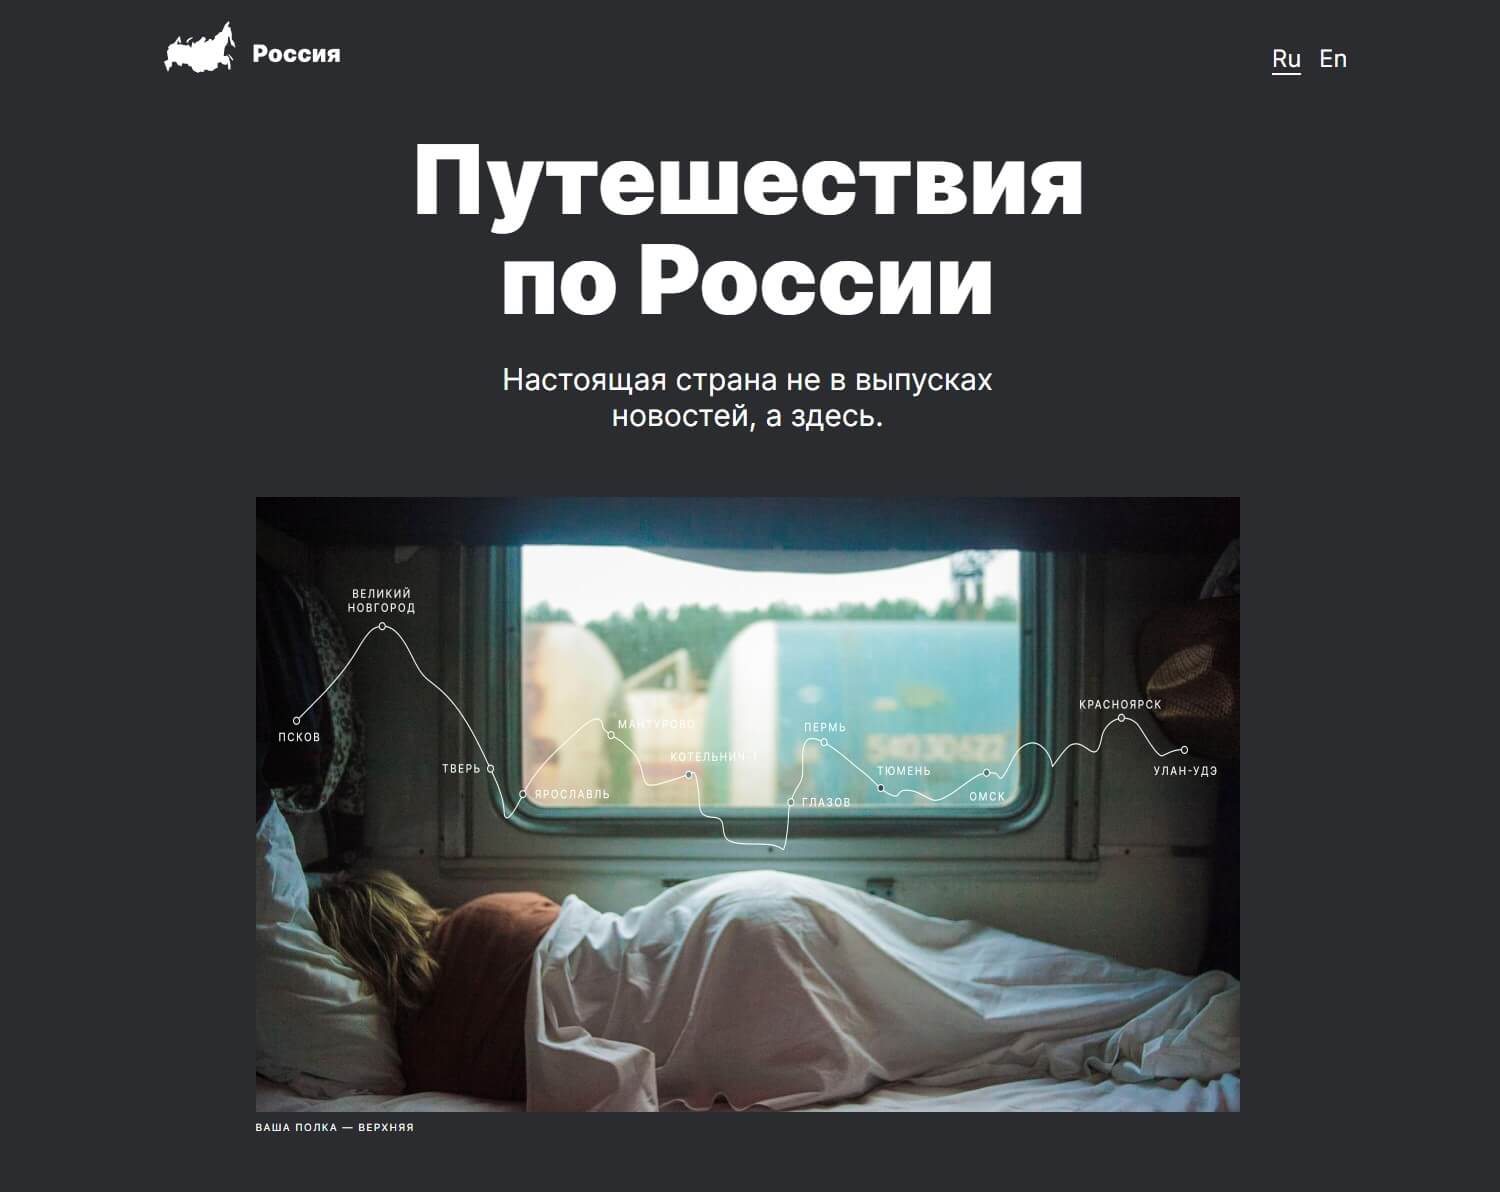 Россия
Ru En
Путешествия
по России
Настоящая страна не в выпусках
новостей, а здесь.
ВЕЛИКИЙ
НОВГОРОД
ПСКОВ
ТВЕРЬ
ЯРОСЛАВЛЬ
МАНТУРОВО
КОТЕЛЬНИЧ-1
ГЛАЗОВ
ПЕРМЬ
ТЮМЕНЬ
ОМСК
КРАСНОЯРСК
УЛАН-УДЭ
ВАША ПОЛКА — ВЕРХНЯЯ